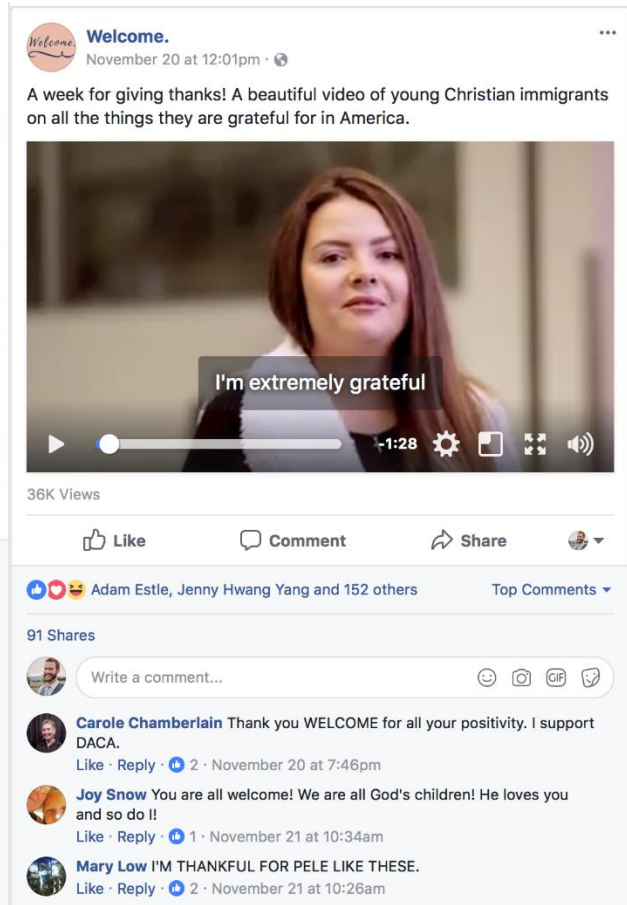 Welcome.
Welcome.
November 20 at 12:01pm ·
A week for giving thanks! A beautiful video of young Christian immigrants
on all the things they are grateful for in America.
I'm extremely grateful
-1:28
36K Views
Like Comment Share
Adam Estle, Jenny Hwang Yang and 152 others Top Comments
91 Shares
Write a comment... GIF
Carole Chamberlain Thank you WELCOME for all your positivity. I support
DACA.
Like · Reply · 2 · November 20 at 7:46pm
Joy Snow You are all welcome! We are all God's children! He loves you
and so do I!
Like · Reply · 1 · November 21 at 10:34am
Mary Low I'M THANKFUL FOR PELE LIKE THESE.
Like · Reply · 2 · November 21 at 10:26am